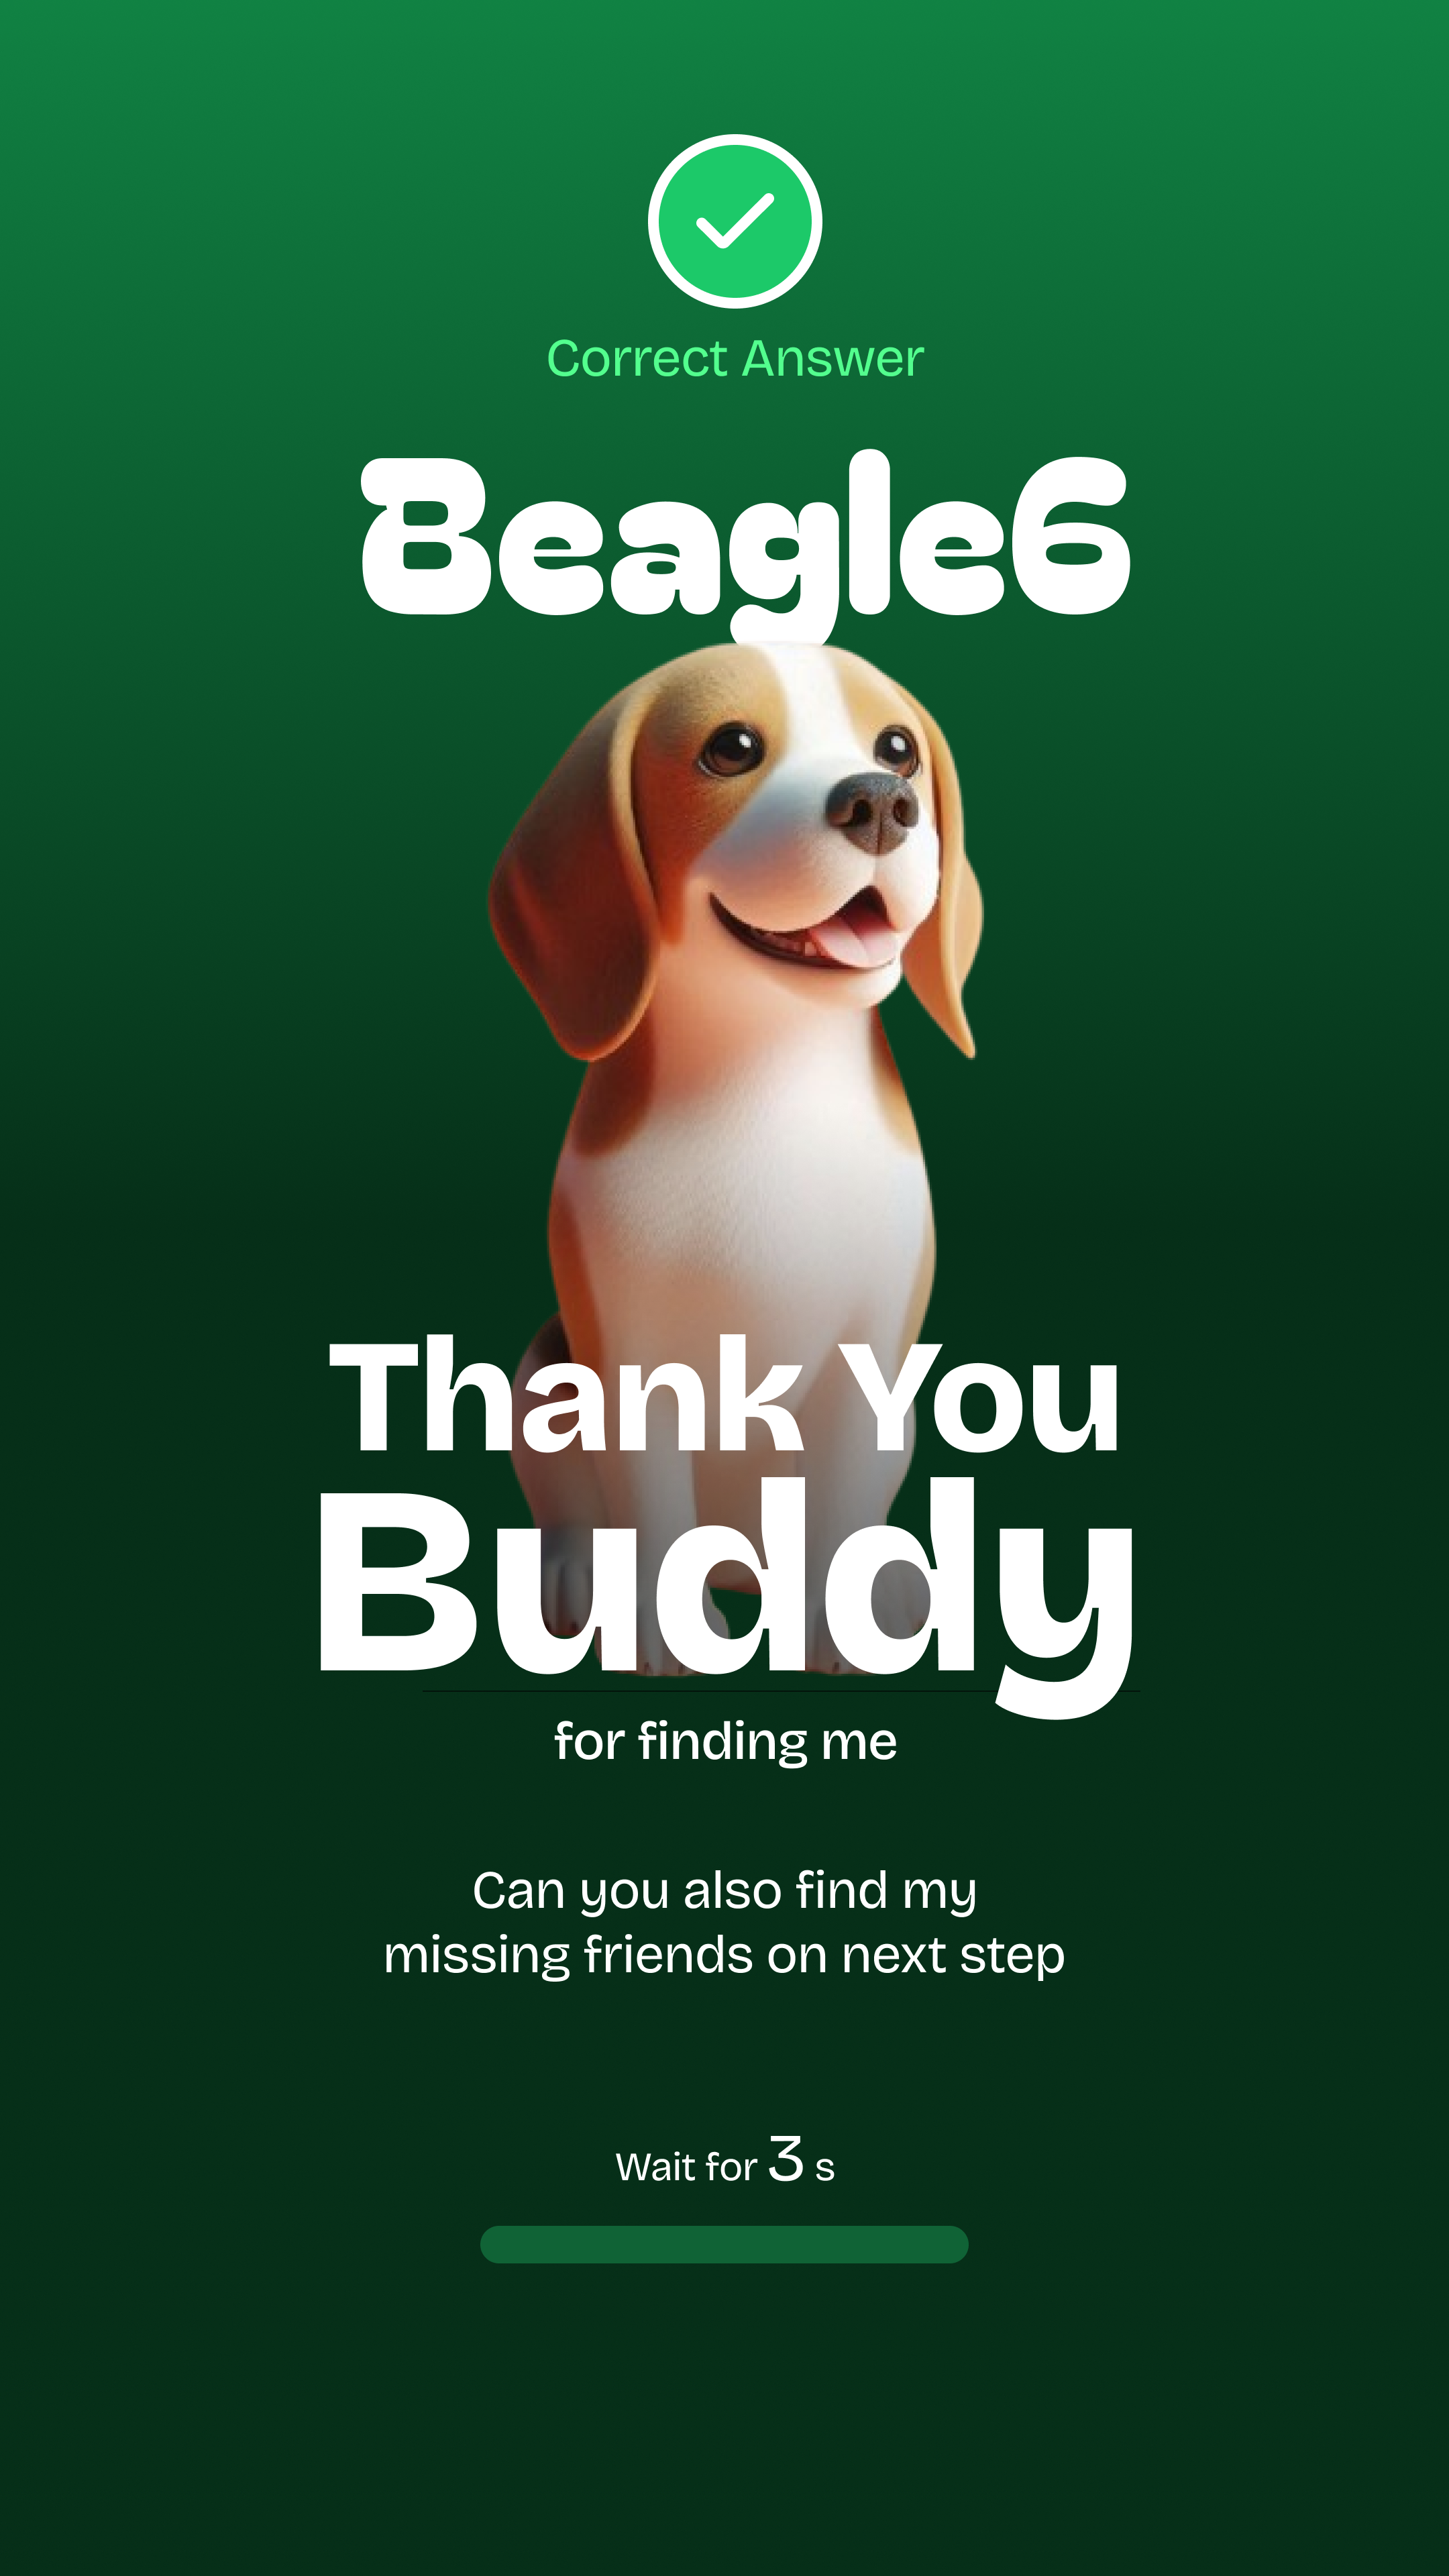 Correct Answer
Beagle6
Thank You
Buddy
for finding me
Can you also find my
missing friends on next step
Wait for 3 s